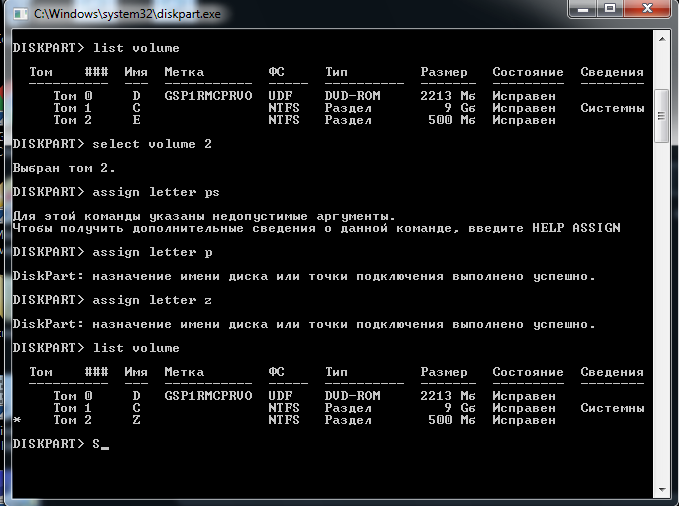 C:\Windows\system32\diskpart.exe
DISKPART> list volume
Том ### Имя Метка ФС Тип Размер Состояние Сведения
---------- --- ----------- ----- ---------- ------- --------- --------
Том 0 D GSP1RMCPRVO UDF DVD-ROM 2213 Мб Исправен
Том 1 C NTFS Раздел 9 Gб Исправен Системны
Том 2 E NTFS Раздел 500 Мб Исправен
DISKPART> select volume 2
Выбран том 2.
DISKPART> assign letter ps
Для этой команды указаны недопустимые аргументы.
Чтобы получить дополнительные сведения о данной команде, введите HELP ASSIGN
DISKPART> assign letter p
DiskPart: назначение имени диска или точки подключения выполнено успешно.
DISKPART> assign letter z
DiskPart: назначение имени диска или точки подключения выполнено успешно.
DISKPART> list volume
Том ### Имя Метка ФС Тип Размер Состояние Сведения
---------- --- ----------- ----- ---------- ------- --------- --------
Том 0 D GSP1RMCPRVO UDF DVD-ROM 2213 Мб Исправен
Том 1 C NTFS Раздел 9 Gб Исправен Системны
* Том 2 Z NTFS Раздел 500 Мб Исправен
DISKPART> S_